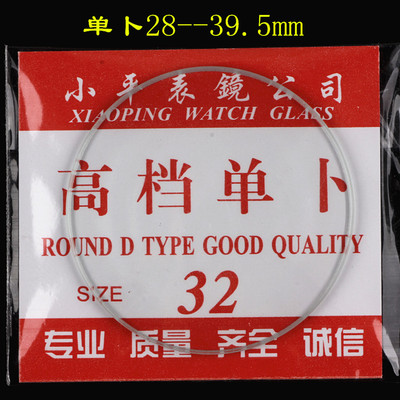 单卜28--39.5mm
小平表鏡公司
XIAOPING WATCH GLASS
高档单卜
ROUND D TYPE GOOD QUALITY
SIZE 32
专业 质量 齐全 诚信